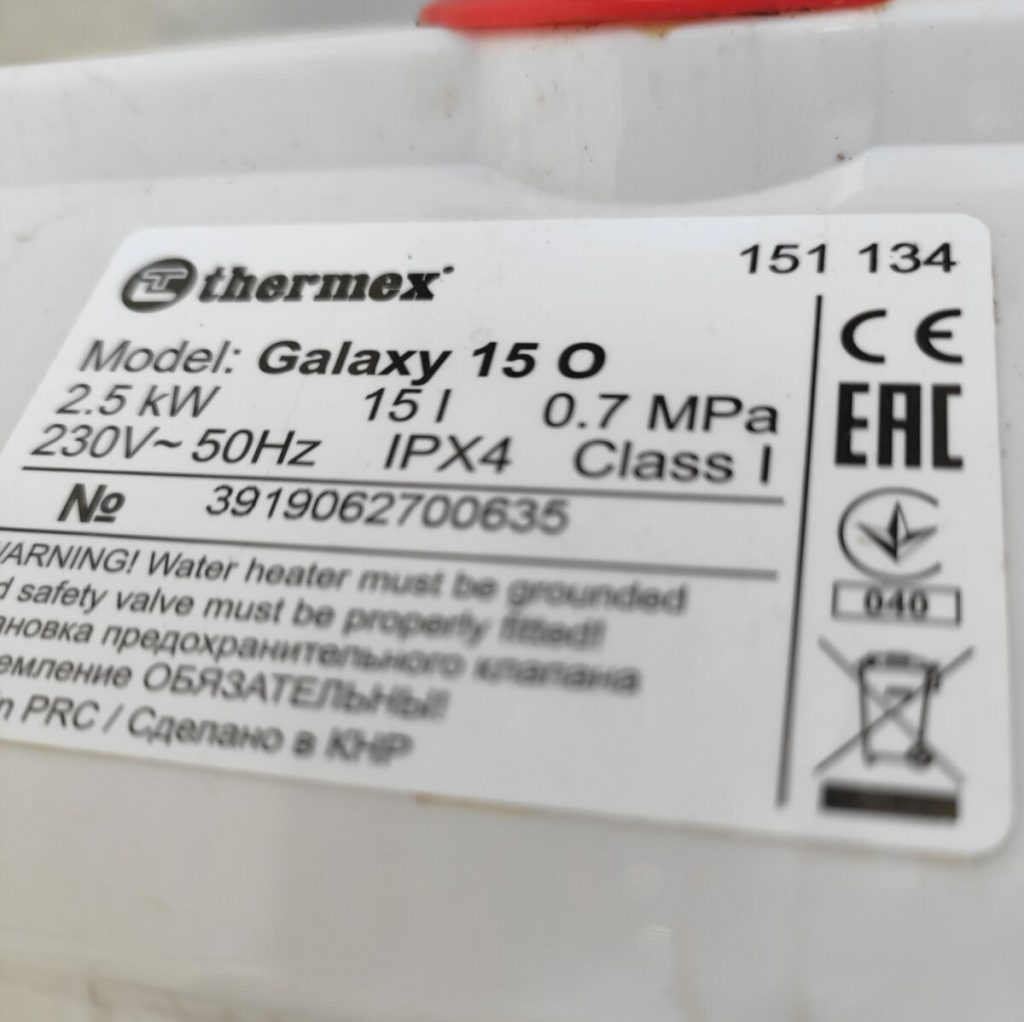 thermex
151 134
Model: Galaxy 15 O
2.5 kW 15 l 0.7 MPa
230V~ 50Hz IPX4 Class I
№ 3919062700635
WARNING! Water heater must be grounded
safety valve must be properly fitted!
предохранительного клапана
ОБЯЗАТЕЛЬНЫ!
in PRC / Сделано в КНР
CE
EAC
040